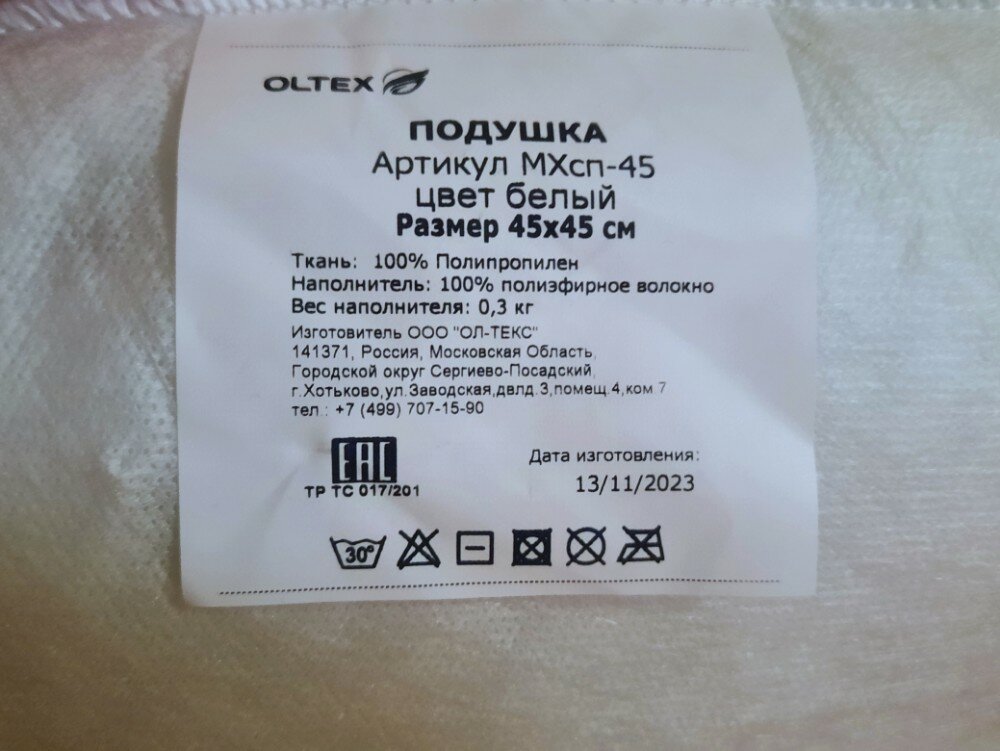 OLTEX
ПОДУШКА
Артикул МХсп-45
цвет белый
Размер 45х45 см
Ткань: 100% Полипропилен
Наполнитель: 100% полиэфирное волокно
Вес наполнителя: 0,3 кг
Изготовитель ООО "ОЛ-ТЕКС"
141371, Россия, Московская Область,
Городской округ Сергиево-Посадский,
г.Хотьково,ул.Заводская,двлд.3,помещ.4,ком 7
тел.: +7 (499) 707-15-90
EAC
ТР ТС 017/201
Дата изготовления:
13/11/2023
30°